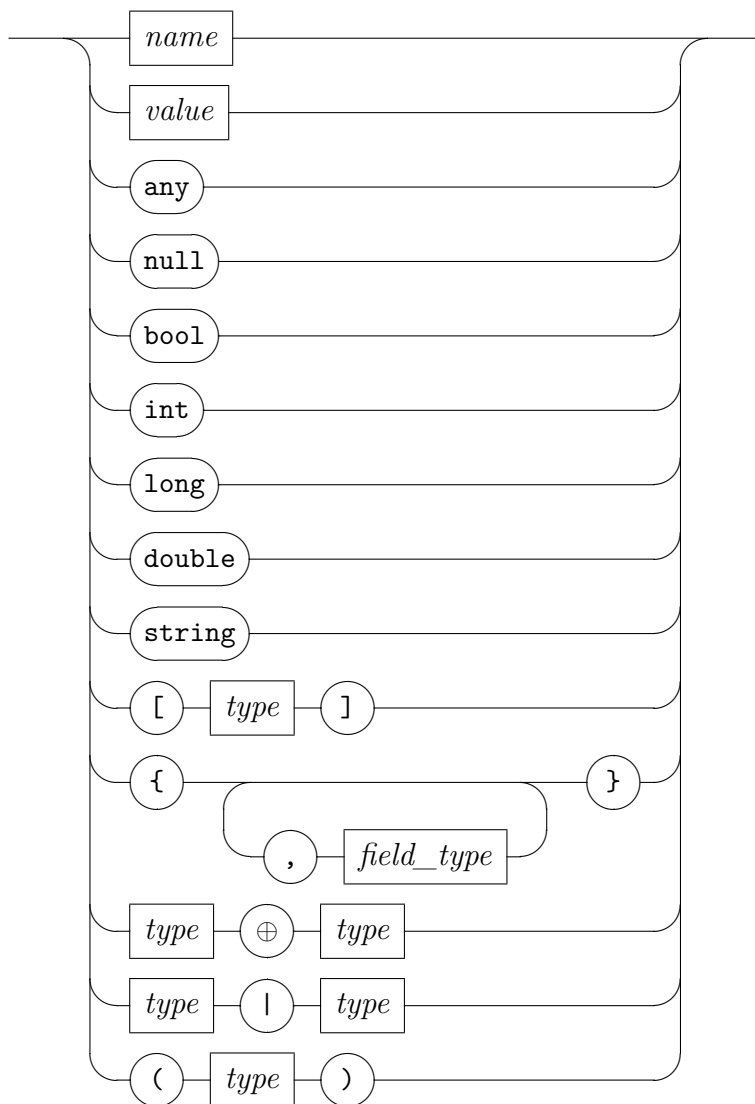 name
value
any
null
bool
int
long
double
string
[ type ]
{ }
, field_type
type ⊕ type
type | type
( type )